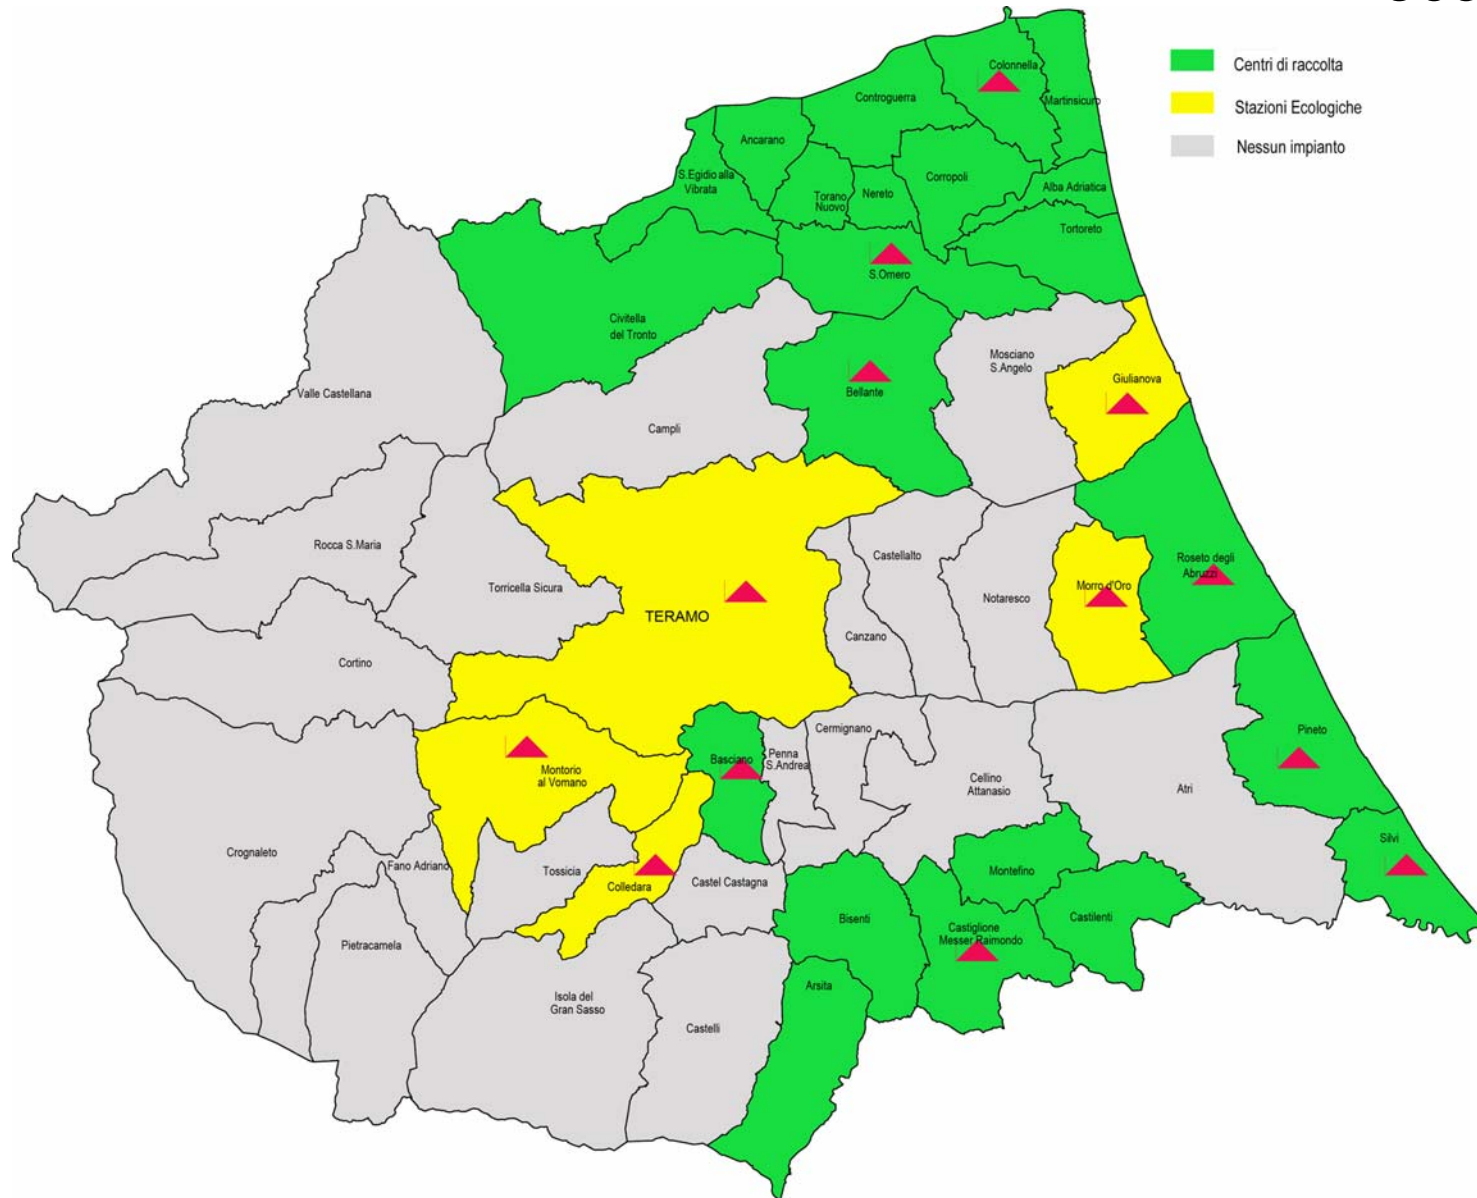 Centri di raccolta
Stazioni Ecologiche
Nessun impianto
Colonnella
Martinsicuro
Controguerra
Ancarano
S.Egidio alla
Vibrata
Torano
Nuovo
Nereto
Corropoli
Alba Adriatica
Tortoreto
S.Omero
Civitella
del Tronto
Mosciano
S.Angelo
Giulianova
Bellante
Valle Castellana
Campli
Rocca S.Maria
Torricella Sicura
TERAMO
Castellalto
Canzano
Notaresco
Morro d'Oro
Roseto degli
Abruzzi
Cortino
Montorio
al Vomano
Basciano
Penna
S.Andrea
Cermignano
Cellino
Attanasio
Atri
Pineto
Silvi
Crognaleto
Fano Adriano
Tossicia
Colledara
Castel Castagna
Montefino
Bisenti
Castiglione
Messer Raimondo
Castilenti
Pietracamela
Isola del
Gran Sasso
Castelli
Arsita